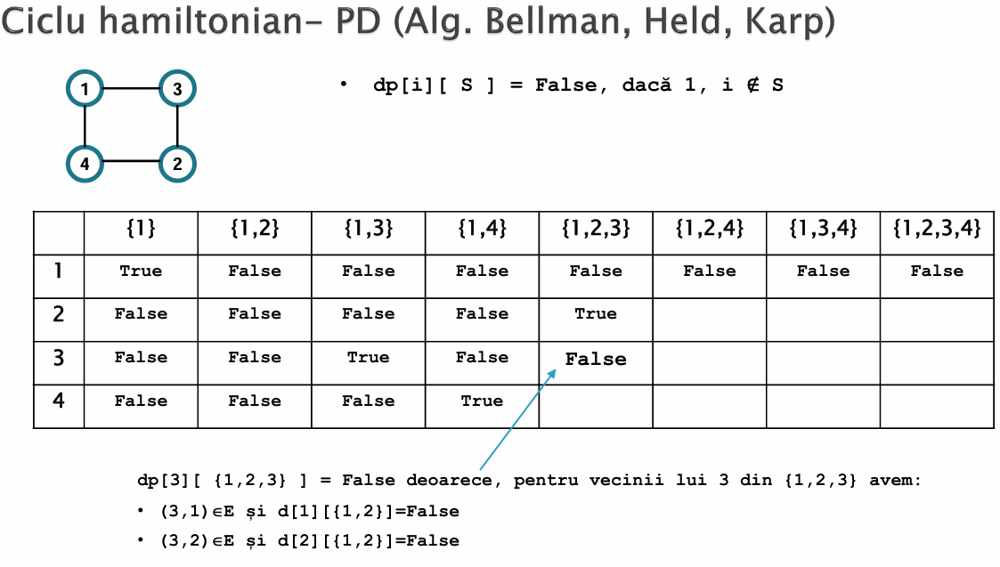 Ciclu hamiltonian- PD (Alg. Bellman, Held, Karp)
1 3
4 2
• dp[i][ S ] = False, dacă 1, i ∉ S
{1} {1,2} {1,3} {1,4} {1,2,3} {1,2,4} {1,3,4} {1,2,3,4}
1 True False False False False False False False
2 False False False False True
3 False False True False False
4 False False False True
dp[3][ {1,2,3} ] = False deoarece, pentru vecinii lui 3 din {1,2,3} avem:
• (3,1)∈E și d[1][{1,2}]=False
• (3,2)∈E și d[2][{1,2}]=False